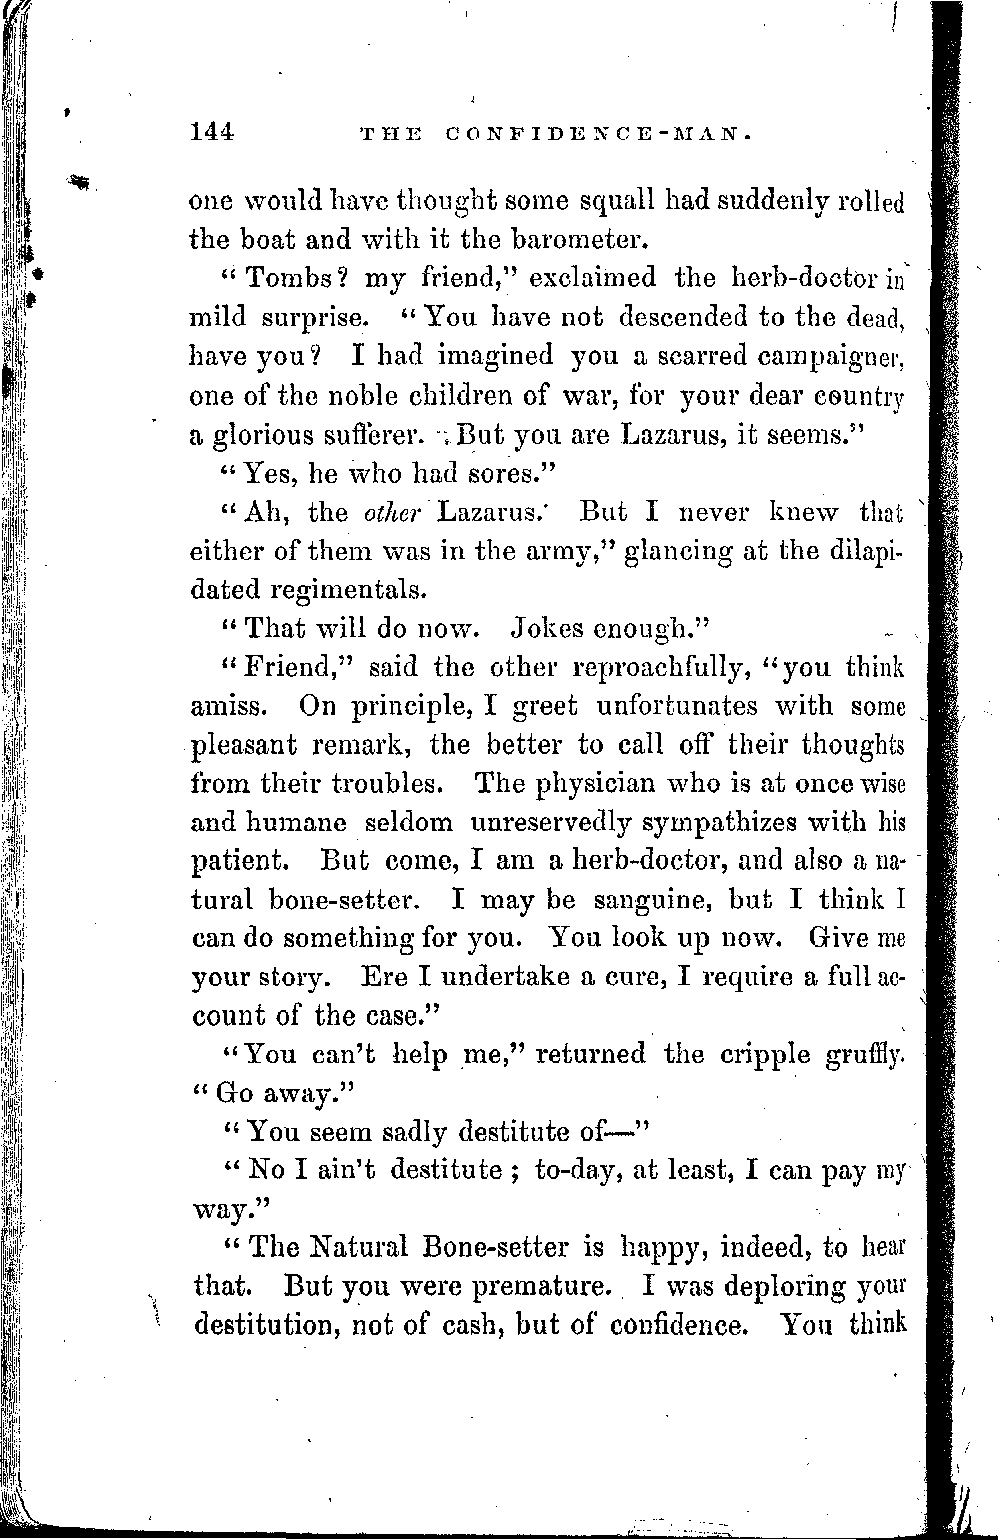 144 THE CONFIDENCE-MAN.
one would have thought some squall had suddenly rolled
the boat and with it the barometer.
“Tombs? my friend,” exclaimed the herb-doctor in
mild surprise. “You have not descended to the dead,
have you? I had imagined you a scarred campaigner,
one of the noble children of war, for your dear country
a glorious sufferer. But you are Lazarus, it seems.”
“Yes, he who had sores.”
“Ah, the other Lazarus. But I never knew that
either of them was in the army,” glancing at the dilapi-
dated regimentals.
“That will do now. Jokes enough.”
“Friend,” said the other reproachfully, “you think
amiss. On principle, I greet unfortunates with some
pleasant remark, the better to call off their thoughts
from their troubles. The physician who is at once wise
and humane seldom unreservedly sympathizes with his
patient. But come, I am a herb-doctor, and also a na-
tural bone-setter. I may be sanguine, but I think I
can do something for you. You look up now. Give me
your story. Ere I undertake a cure, I require a full ac-
count of the case.”
“You can’t help me,” returned the cripple gruffly.
“Go away.”
“You seem sadly destitute of—”
“No I ain’t destitute; to-day, at least, I can pay my
way.”
“The Natural Bone-setter is happy, indeed, to hear
that. But you were premature. I was deploring your
destitution, not of cash, but of confidence. You think